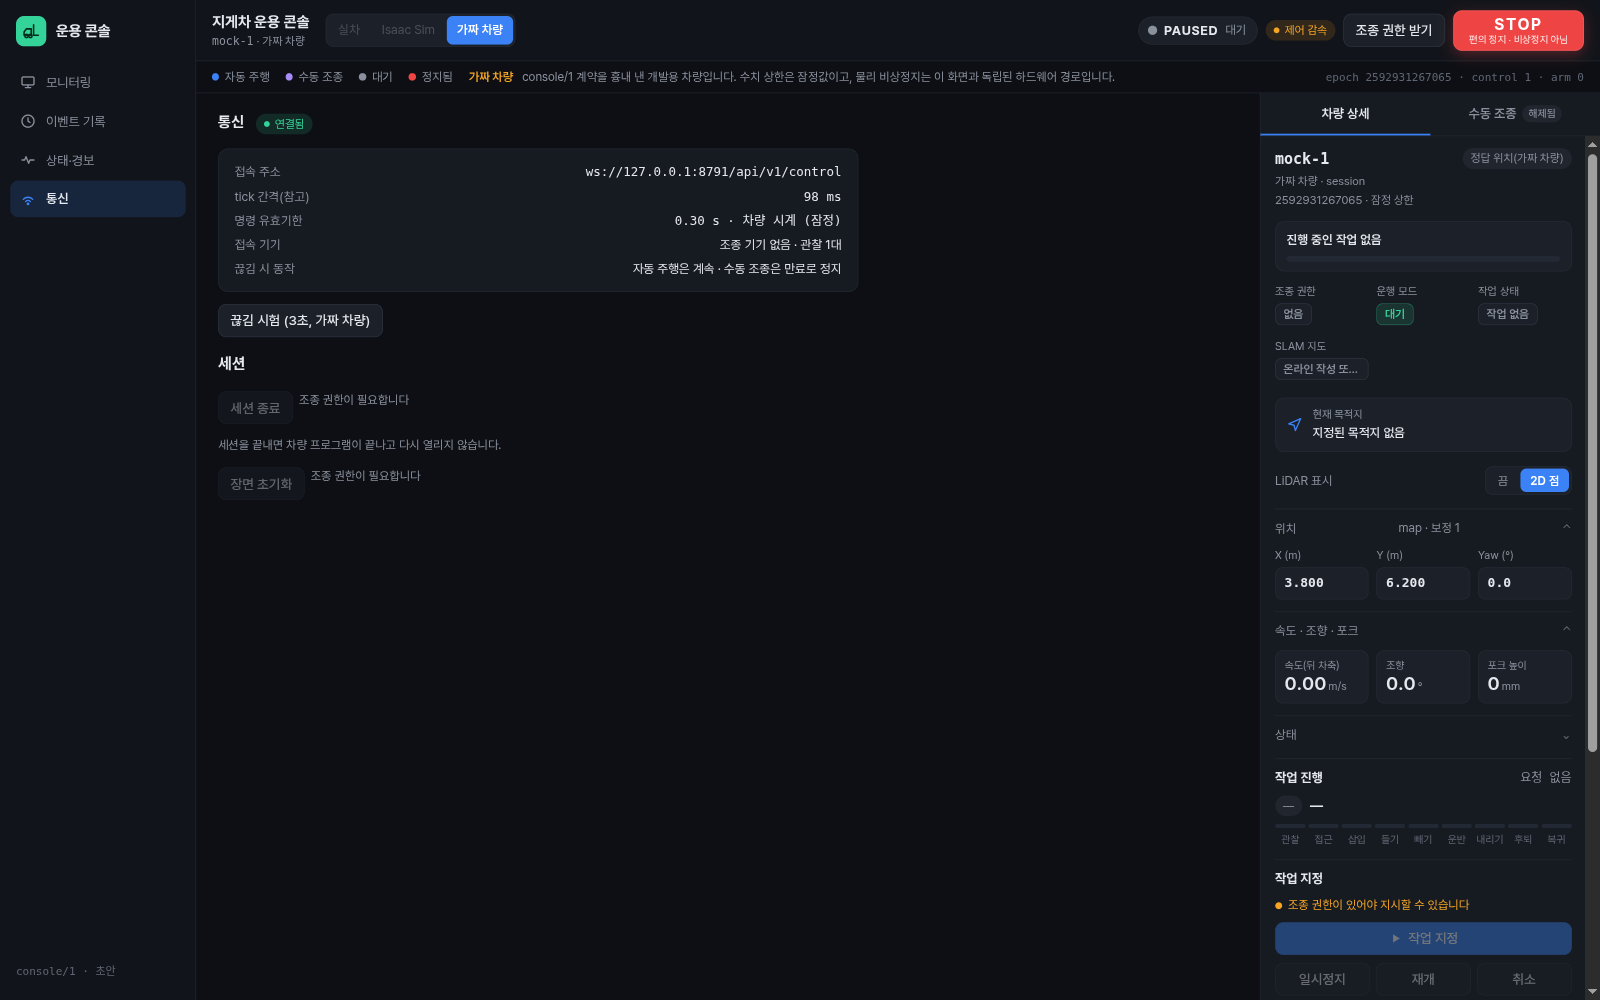 운용 콘솔
모니터링
이벤트 기록
상태·경보
통신
console/1 · 초안
지게차 운용 콘솔
mock-1 · 가짜 차량
실차 Isaac Sim 가짜 차량
PAUSED 대기
제어 감속
조종 권한 받기
STOP
편의 정지 · 비상정지 아님
자동 주행 수동 조종 대기 정지됨 가짜 차량 console/1 계약을 흉내 낸 개발용 차량입니다. 수치 상한은 잠정값이고, 물리 비상정지는 이 화면과 독립된 하드웨어 경로입니다.
epoch 2592931267065 · control 1 · arm 0
통신 연결됨
접속 주소 ws://127.0.0.1:8791/api/v1/control
tick 간격(참고) 98 ms
명령 유효기한 0.30 s · 차량 시계 (잠정)
접속 기기 조종 기기 없음 · 관찰 1대
끊김 시 동작 자동 주행은 계속 · 수동 조종은 만료로 정지
끊김 시험 (3초, 가짜 차량)
세션
세션 종료 조종 권한이 필요합니다
세션을 끝내면 차량 프로그램이 끝나고 다시 열리지 않습니다.
장면 초기화 조종 권한이 필요합니다
차량 상세 수동 조종 해제됨
mock-1 정답 위치(가짜 차량)
가짜 차량 · session
2592931267065 · 잠정 상한
진행 중인 작업 없음
조종 권한 운행 모드 작업 상태
없음 대기 작업 없음
SLAM 지도
온라인 작성 또…
현재 목적지
지정된 목적지 없음
LiDAR 표시 끔 2D 점
위치 map · 보정 1
X (m) Y (m) Yaw (°)
3.800 6.200 0.0
속도 · 조향 · 포크
속도(뒤 차축) 조향 포크 높이
0.00 m/s 0.0 ° 0 mm
상태
작업 진행 요청 없음
— —
관찰 접근 삽입 들기 빼기 운반 내리기 후퇴 복귀
작업 지정
조종 권한이 있어야 지시할 수 있습니다
작업 지정
일시정지 재개 취소